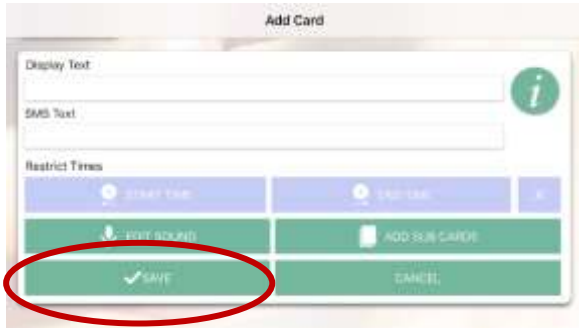 Add Card
Display Text
i
SMS Text
Restrict Times
START TIME END TIME X
EDIT SOUND ADD SUB CARDS
SAVE CANCEL